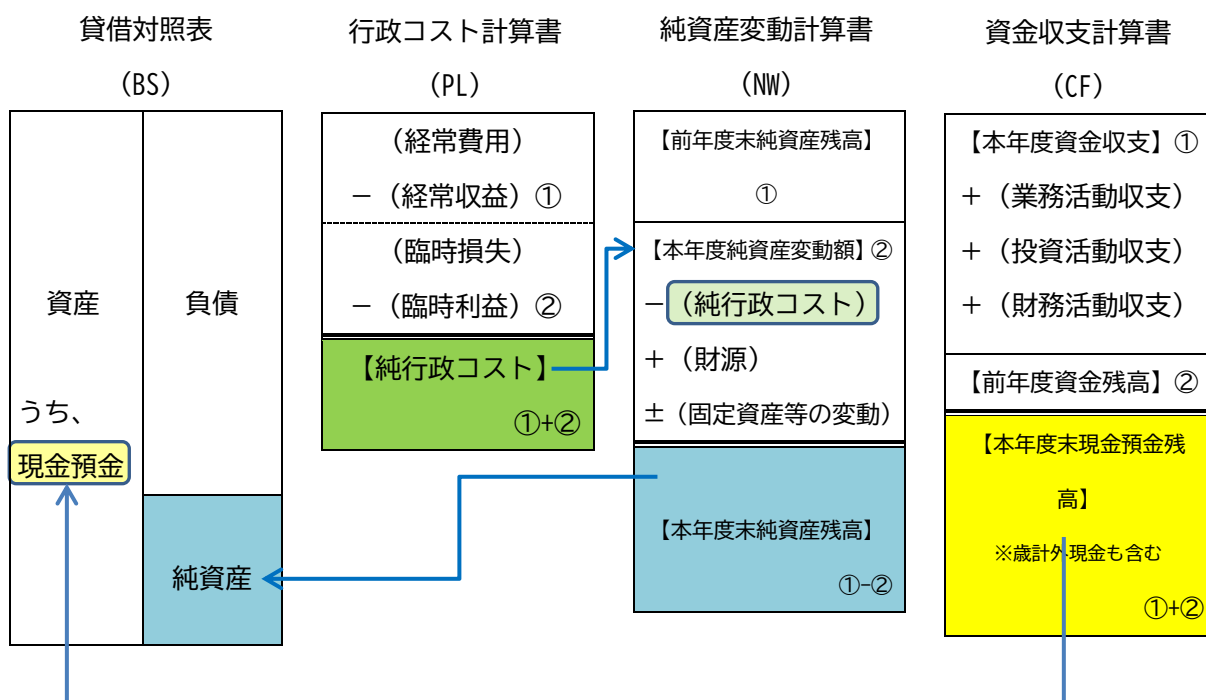 貸借対照表
（BS）
資産
うち、
現金預金
負債
純資産
行政コスト計算書
（PL）
（経常費用）
－（経常収益）①
（臨時損失）
－（臨時利益）②
【純行政コスト】
①+②
純資産変動計算書
（NW）
【前年度末純資産残高】
①
【本年度純資産変動額】②
－（純行政コスト）
＋（財源）
±（固定資産等の変動）
【本年度末純資産残高】
①-②
資金収支計算書
（CF）
【本年度資金収支】①
＋（業務活動収支）
＋（投資活動収支）
＋（財務活動収支）
【前年度資金残高】②
【本年度末現金預金残
高】
※歳計外現金も含む
①+②